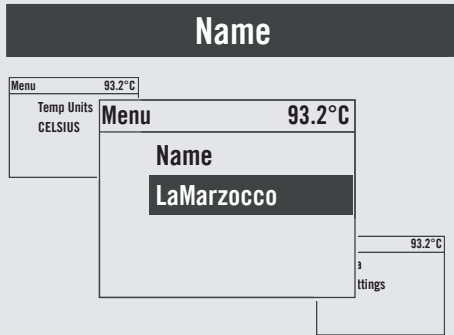 Name
Menu 93.2°C
Temp Units
CELSIUS
Menu 93.2°C
Name
LaMarzocco
93.2°C
a
ttings